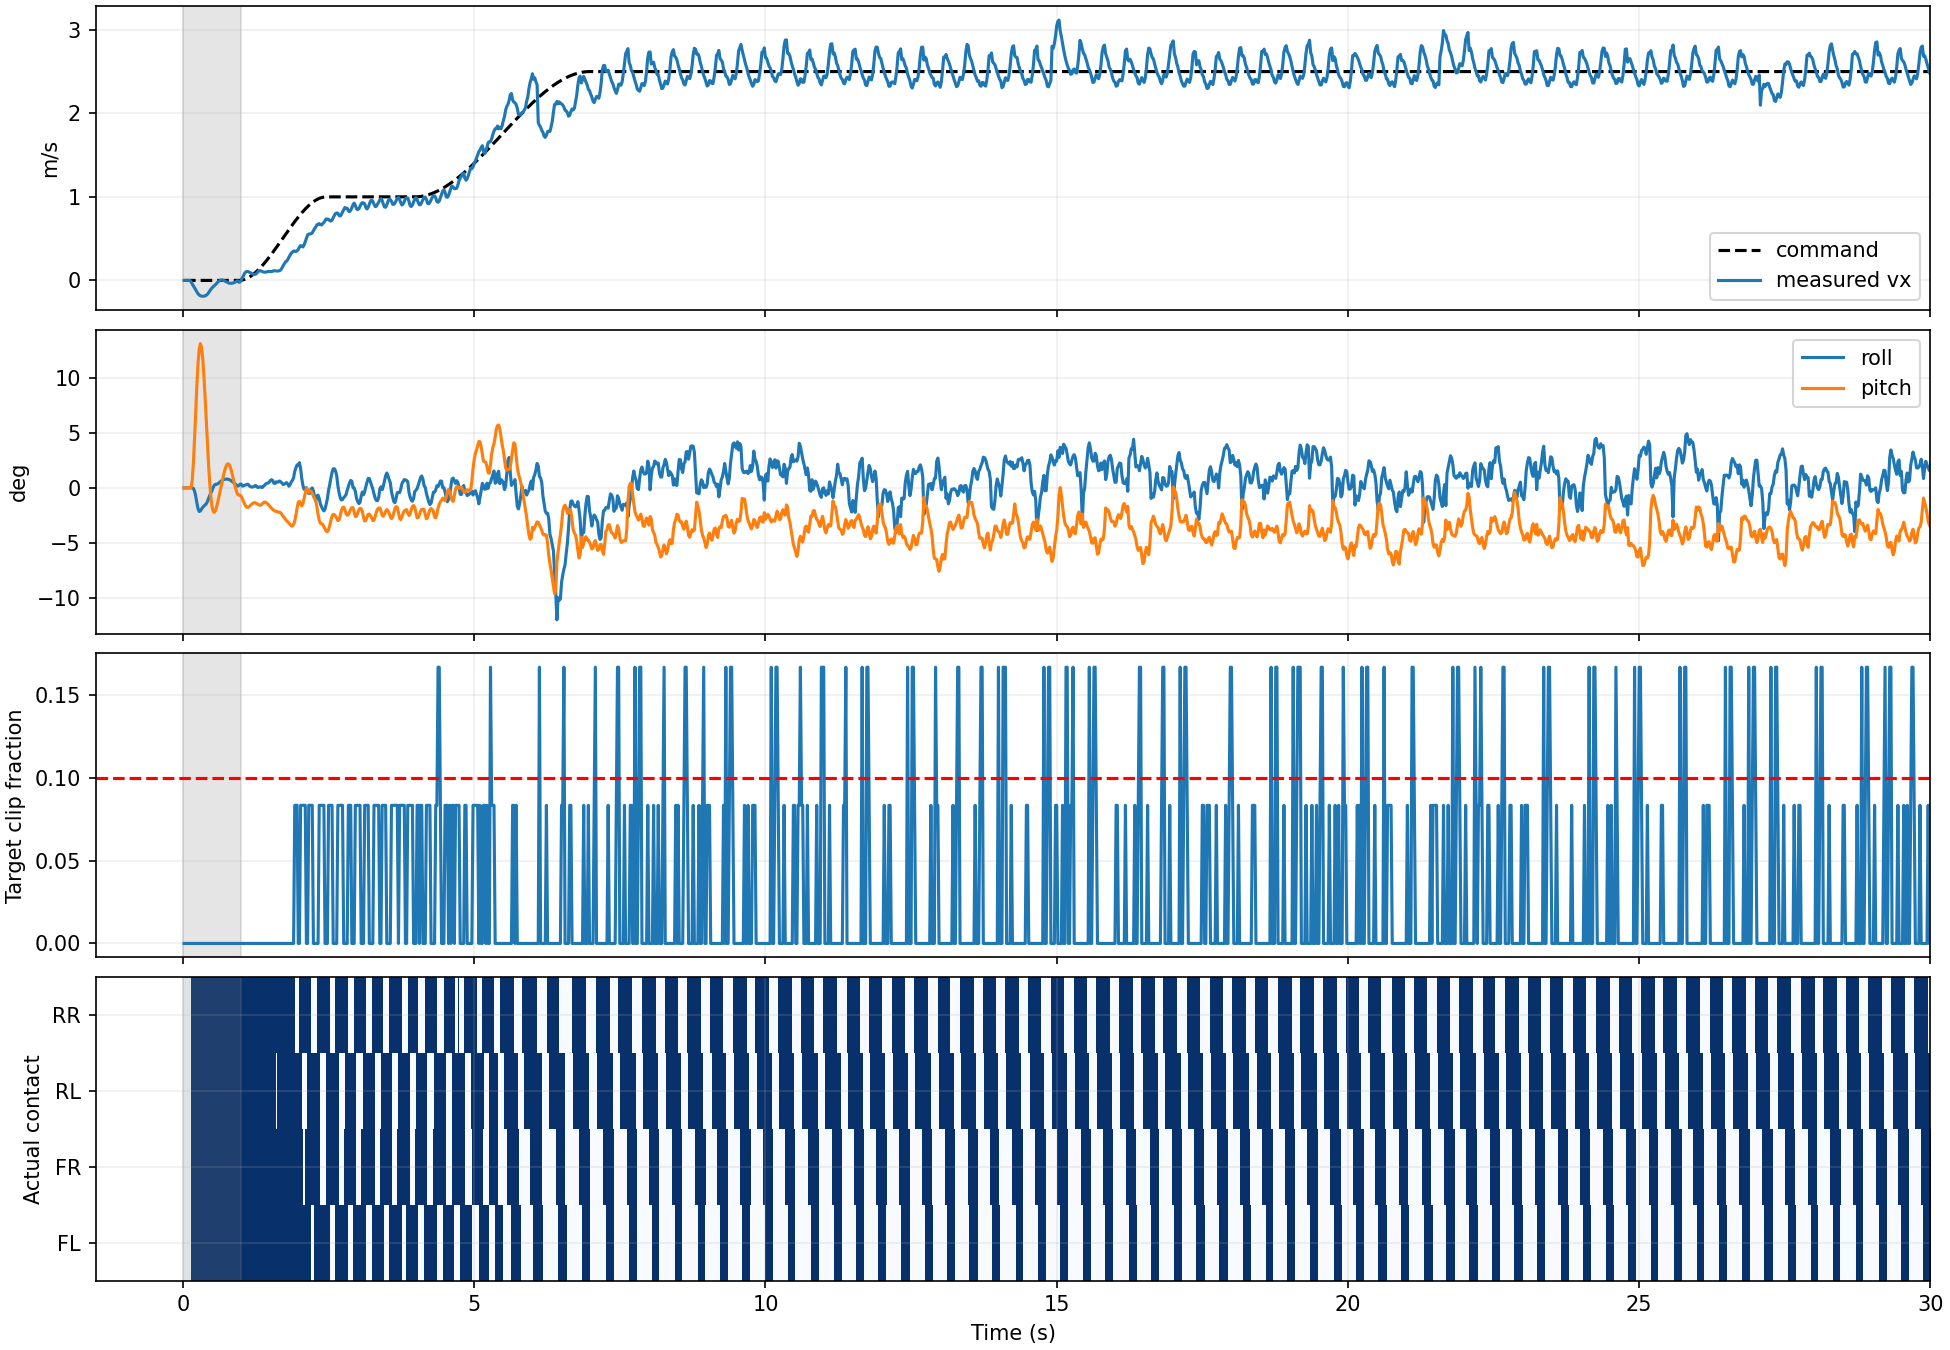 3
2
1
0
m/s
command
measured vx
10
5
0
−5
−10
deg
roll
pitch
0.15
0.10
0.05
0.00
Target clip fraction
RR
RL
FR
FL
Actual contact
0 5 10 15 20 25 30
Time (s)